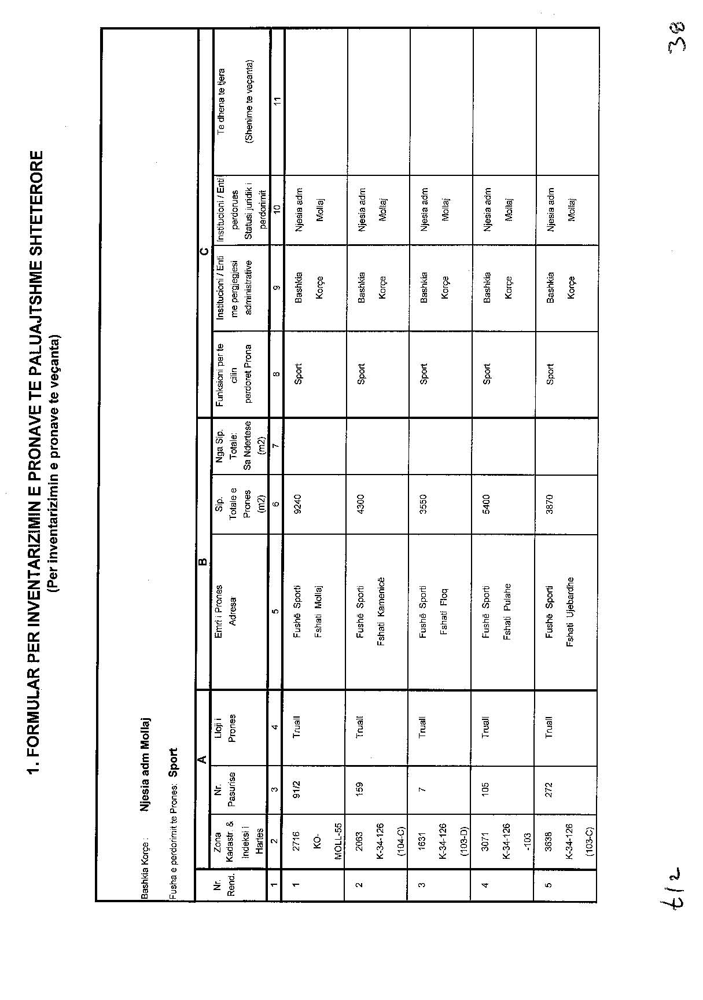 1. FORMULAR PER INVENTARIZIMIN E PRONAVE TE PALUAJTSHME SHTETERORE
(Per inventarizimin e pronave te veçanta)
Bashkia Korçe : Njesia adm Mollaj
Fusha e perdorimit te Prones: Sport
A B C
Nr. Rend. Zona Kadastr. & Indeksi i Hartes Nr. Pasurise Lloji i Prones Emri i Prones Adresa Sip. Totale e Prones (m2) Nga Sip. Totale: Sa Ndertese (m2) Funksioni per te cilin perdoret Prona Institucioni / Enti me pergjegjesi administrative Institucioni / Enti perdorues Statusi juridik i perdorimit Te dhena te tjera (Shenime te veçanta)
1 2 3 4 5 6 7 8 9 10 11
1 2716 91/2 Truall Fushë Sporti 9240 Sport Bashkia Njesia adm
KO- Fshati Mollaj Korçe Mollaj
MOLL-55
2 2063 159 Truall Fushë Sporti 4300 Sport Bashkia Njesia adm
K-34-126 Fshati Kamenicë Korçe Mollaj
(104-C)
3 1631 7 Truall Fushë Sporti 3550 Sport Bashkia Njesia adm
K-34-126 Fshati Floq Korçe Mollaj
(103-D)
4 3071 105 Truall Fushë Sporti 5400 Sport Bashkia Njesia adm
K-34-126 Fshati Pulahe Korçe Mollaj
-103
5 3638 272 Truall Fushë Sporti 3870 Sport Bashkia Njesia adm
K-34-126 Fshati Ujebardhe Korçe Mollaj
(103-C)
38